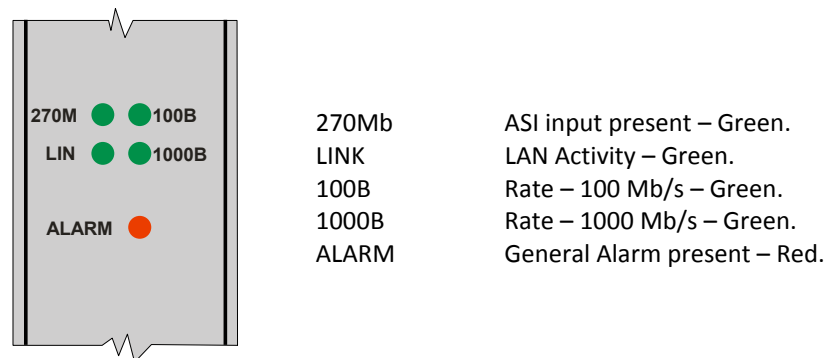 270M 100B
LIN 1000B
ALARM
270Mb ASI input present – Green.
LINK LAN Activity – Green.
100B Rate – 100 Mb/s – Green.
1000B Rate – 1000 Mb/s – Green.
ALARM General Alarm present – Red.